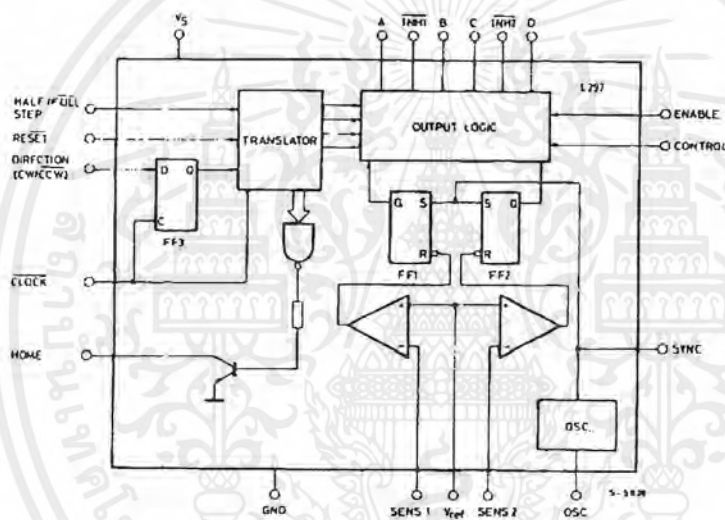 Vs
A INH1 B C INH2 D
L297
HALF/FULL
STEP
RESET
DIRECTION
(CW/CCW)
CLOCK
HOME
TRANSLATOR
OUTPUT LOGIC
ENABLE
CONTROL
D Q
C
FF3
Q S
R
FF1
S Q
R
FF2
+
-
+
-
SYNC
OSC.
GND
SENS 1
Vref
SENS 2
OSC